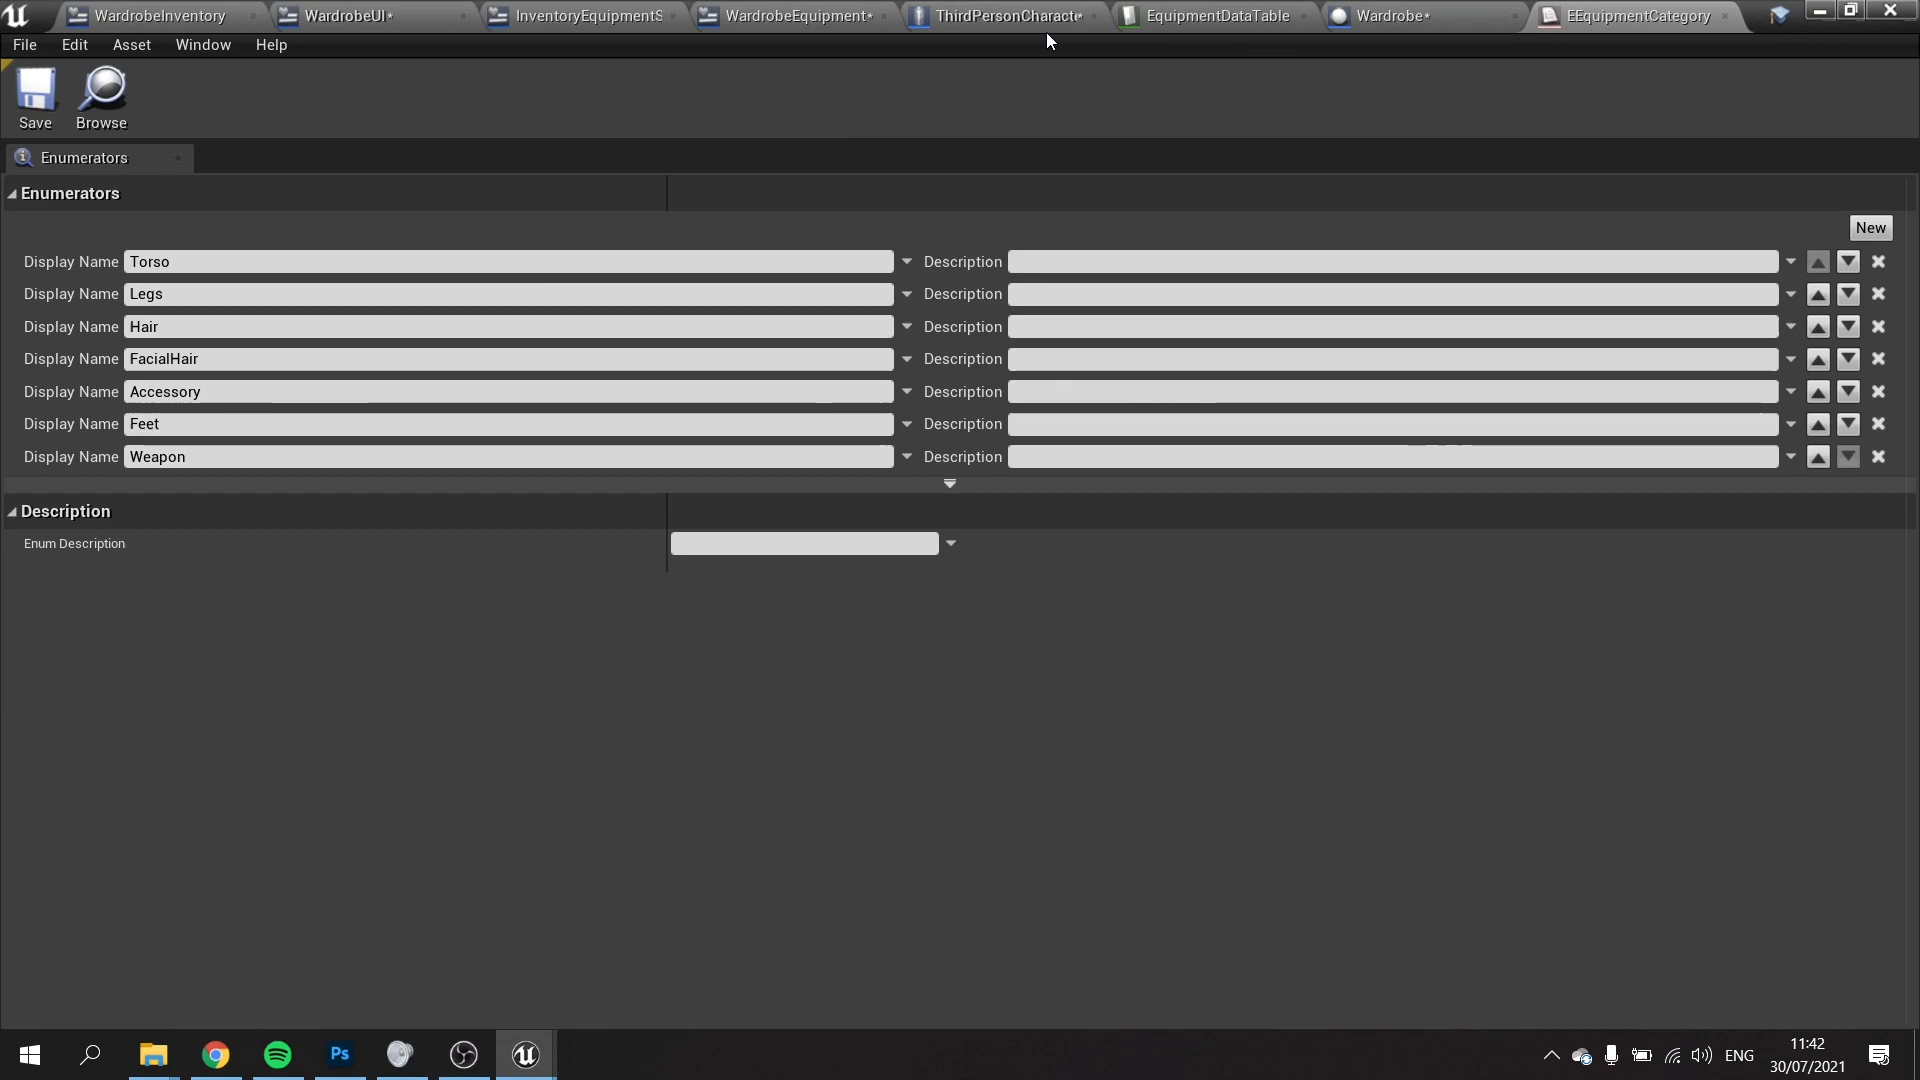 WardrobeInventory
WardrobeUI*
InventoryEquipmentS
WardrobeEquipment*
ThirdPersonCharacte*
EquipmentDataTable
Wardrobe*
EEquipmentCategory
File Edit Asset Window Help
Save Browse
Enumerators
Enumerators
New
Display Name Torso Description
Display Name Legs Description
Display Name Hair Description
Display Name FacialHair Description
Display Name Accessory Description
Display Name Feet Description
Display Name Weapon Description
Description
Enum Description
Ps
ENG
11:42
30/07/2021